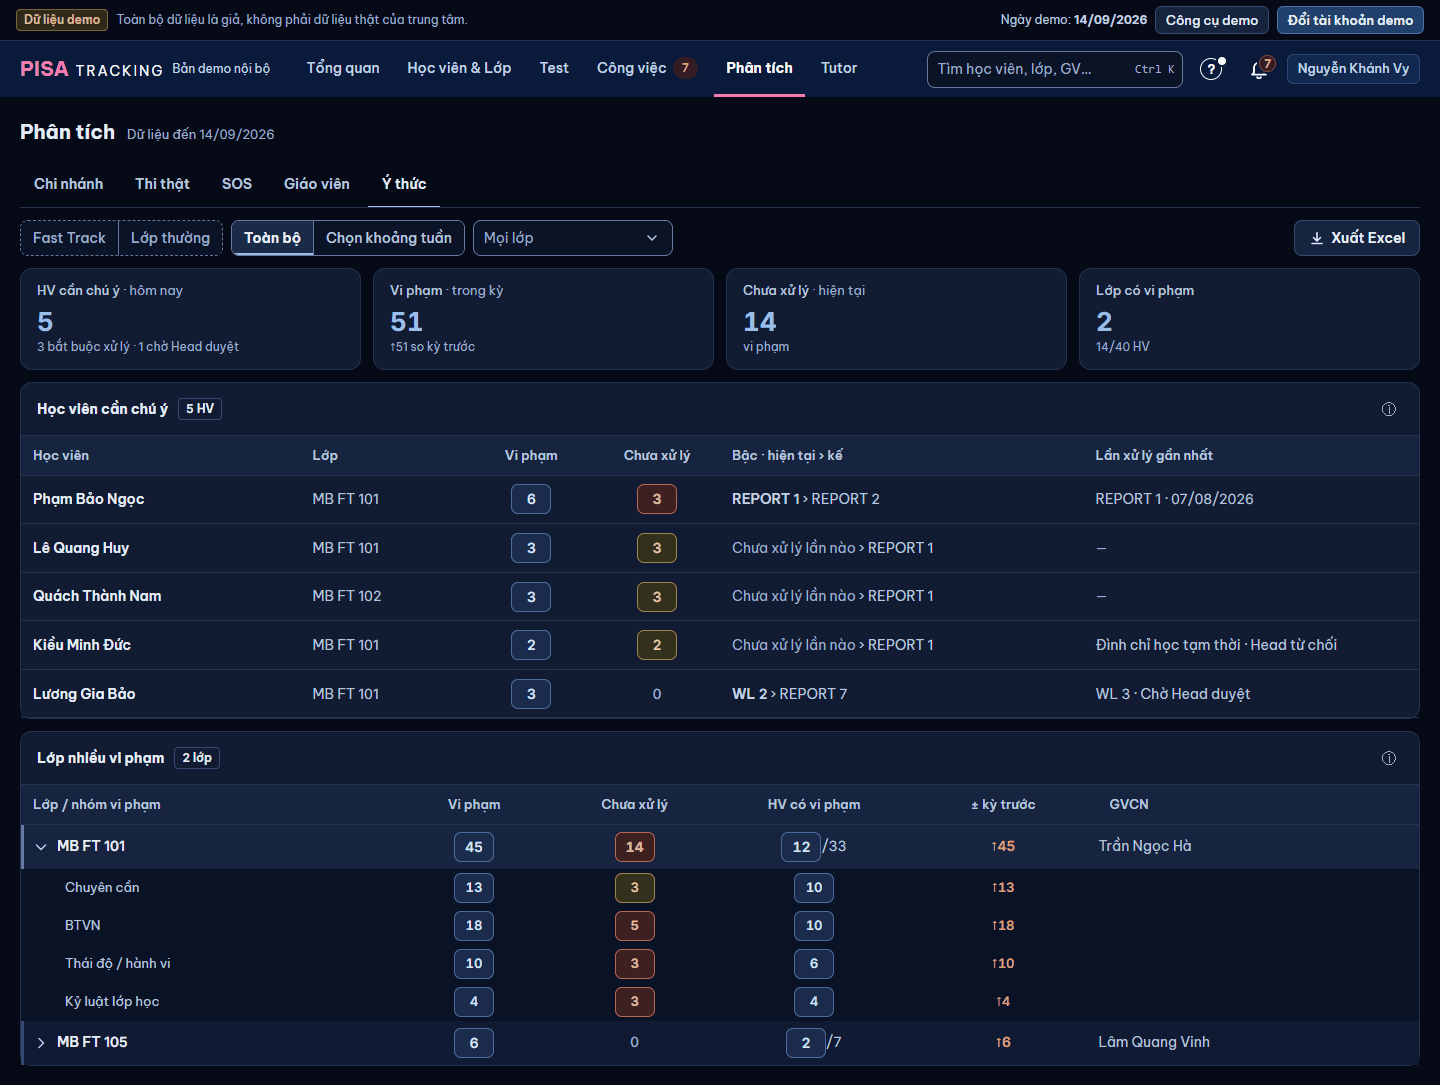 Dữ liệu demo Toàn bộ dữ liệu là giả, không phải dữ liệu thật của trung tâm. Ngày demo: 14/09/2026 Công cụ demo Đổi tài khoản demo
PISA TRACKING Bản demo nội bộ Tổng quan Học viên & Lớp Test Công việc 7 Phân tích Tutor Tìm học viên, lớp, GV... Ctrl K ? 7 Nguyễn Khánh Vy
Phân tích Dữ liệu đến 14/09/2026
Chi nhánh Thi thật SOS Giáo viên Ý thức
Fast Track Lớp thường Toàn bộ Chọn khoảng tuần Mọi lớp Xuất Excel
HV cần chú ý · hôm nay Vi phạm · trong kỳ Chưa xử lý · hiện tại Lớp có vi phạm
5 51 14 2
3 bắt buộc xử lý · 1 chờ Head duyệt ↑51 so kỳ trước vi phạm 14/40 HV
Học viên cần chú ý 5 HV
Học viên Lớp Vi phạm Chưa xử lý Bậc · hiện tại › kế Lần xử lý gần nhất
Phạm Bảo Ngọc MB FT 101 6 3 REPORT 1 › REPORT 2 REPORT 1 · 07/08/2026
Lê Quang Huy MB FT 101 3 3 Chưa xử lý lần nào › REPORT 1 —
Quách Thành Nam MB FT 102 3 3 Chưa xử lý lần nào › REPORT 1 —
Kiều Minh Đức MB FT 101 2 2 Chưa xử lý lần nào › REPORT 1 Đình chỉ học tạm thời · Head từ chối
Lương Gia Bảo MB FT 101 3 0 WL 2 › REPORT 7 WL 3 · Chờ Head duyệt
Lớp nhiều vi phạm 2 lớp
Lớp / nhóm vi phạm Vi phạm Chưa xử lý HV có vi phạm ± kỳ trước GVCN
MB FT 101 45 14 12/33 ↑45 Trần Ngọc Hà
Chuyên cần 13 3 10 ↑13
BTVN 18 5 10 ↑18
Thái độ / hành vi 10 3 6 ↑10
Kỷ luật lớp học 4 3 4 ↑4
MB FT 105 6 0 2/7 ↑6 Lâm Quang Vinh